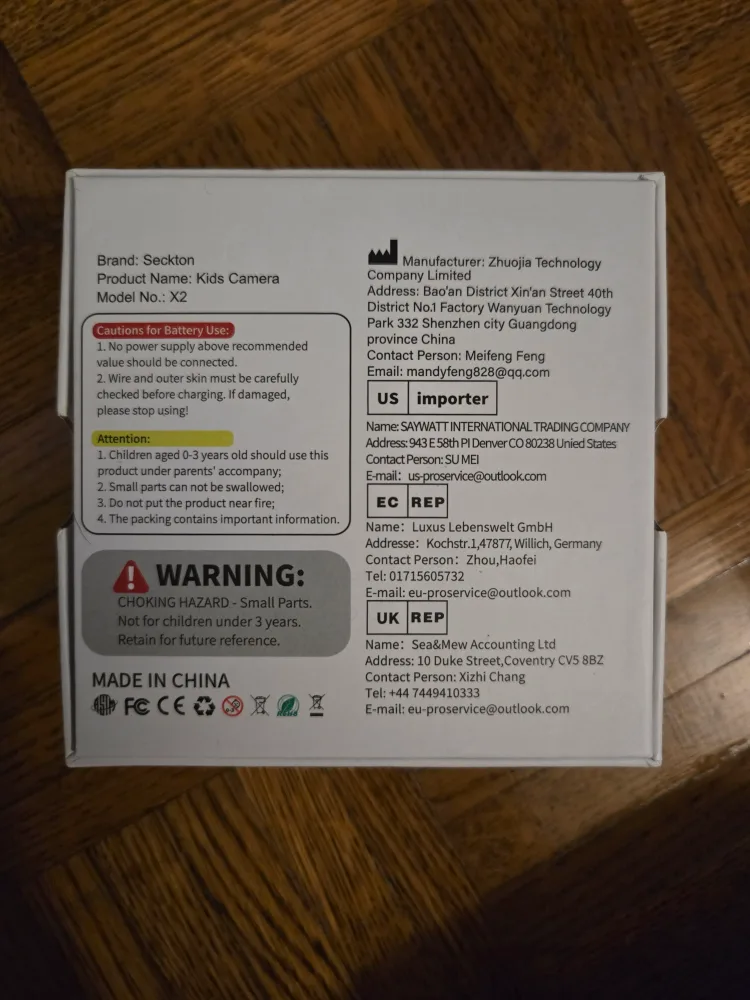 Brand: Seckton
Product Name: Kids Camera
Model No.: X2
Cautions for Battery Use:
1. No power supply above recommended
value should be connected.
2. Wire and outer skin must be carefully
checked before charging. If damaged,
please stop using!
Attention:
1. Children aged 0-3 years old should use this
product under parents' accompany;
2. Small parts can not be swallowed;
3. Do not put the product near fire;
4. The packing contains important information.
WARNING:
CHOKING HAZARD - Small Parts.
Not for children under 3 years.
Retain for future reference.
MADE IN CHINA
FC CE
Manufacturer: Zhuojia Technology
Company Limited
Address: Bao'an District Xin'an Street 40th
District No.1 Factory Wanyuan Technology
Park 332 Shenzhen city Guangdong
province China
Contact Person: Meifeng Feng
Email: mandyfeng828@qq.com
US importer
Name: SAYWATT INTERNATIONAL TRADING COMPANY
Address: 943 E 58th Pl Denver CO 80238 Unied States
Contact Person: SU MEI
E-mail: us-proservice@outlook.com
EC REP
Name: Luxus Lebenswelt GmbH
Addresse: Kochstr.1,47877, Willich, Germany
Contact Person: Zhou,Haofei
Tel: 01715605732
E-mail: eu-proservice@outlook.com
UK REP
Name: Sea&Mew Accounting Ltd
Address: 10 Duke Street,Coventry CV5 8BZ
Contact Person: Xizhi Chang
Tel: +44 7449410333
E-mail: eu-proservice@outlook.com